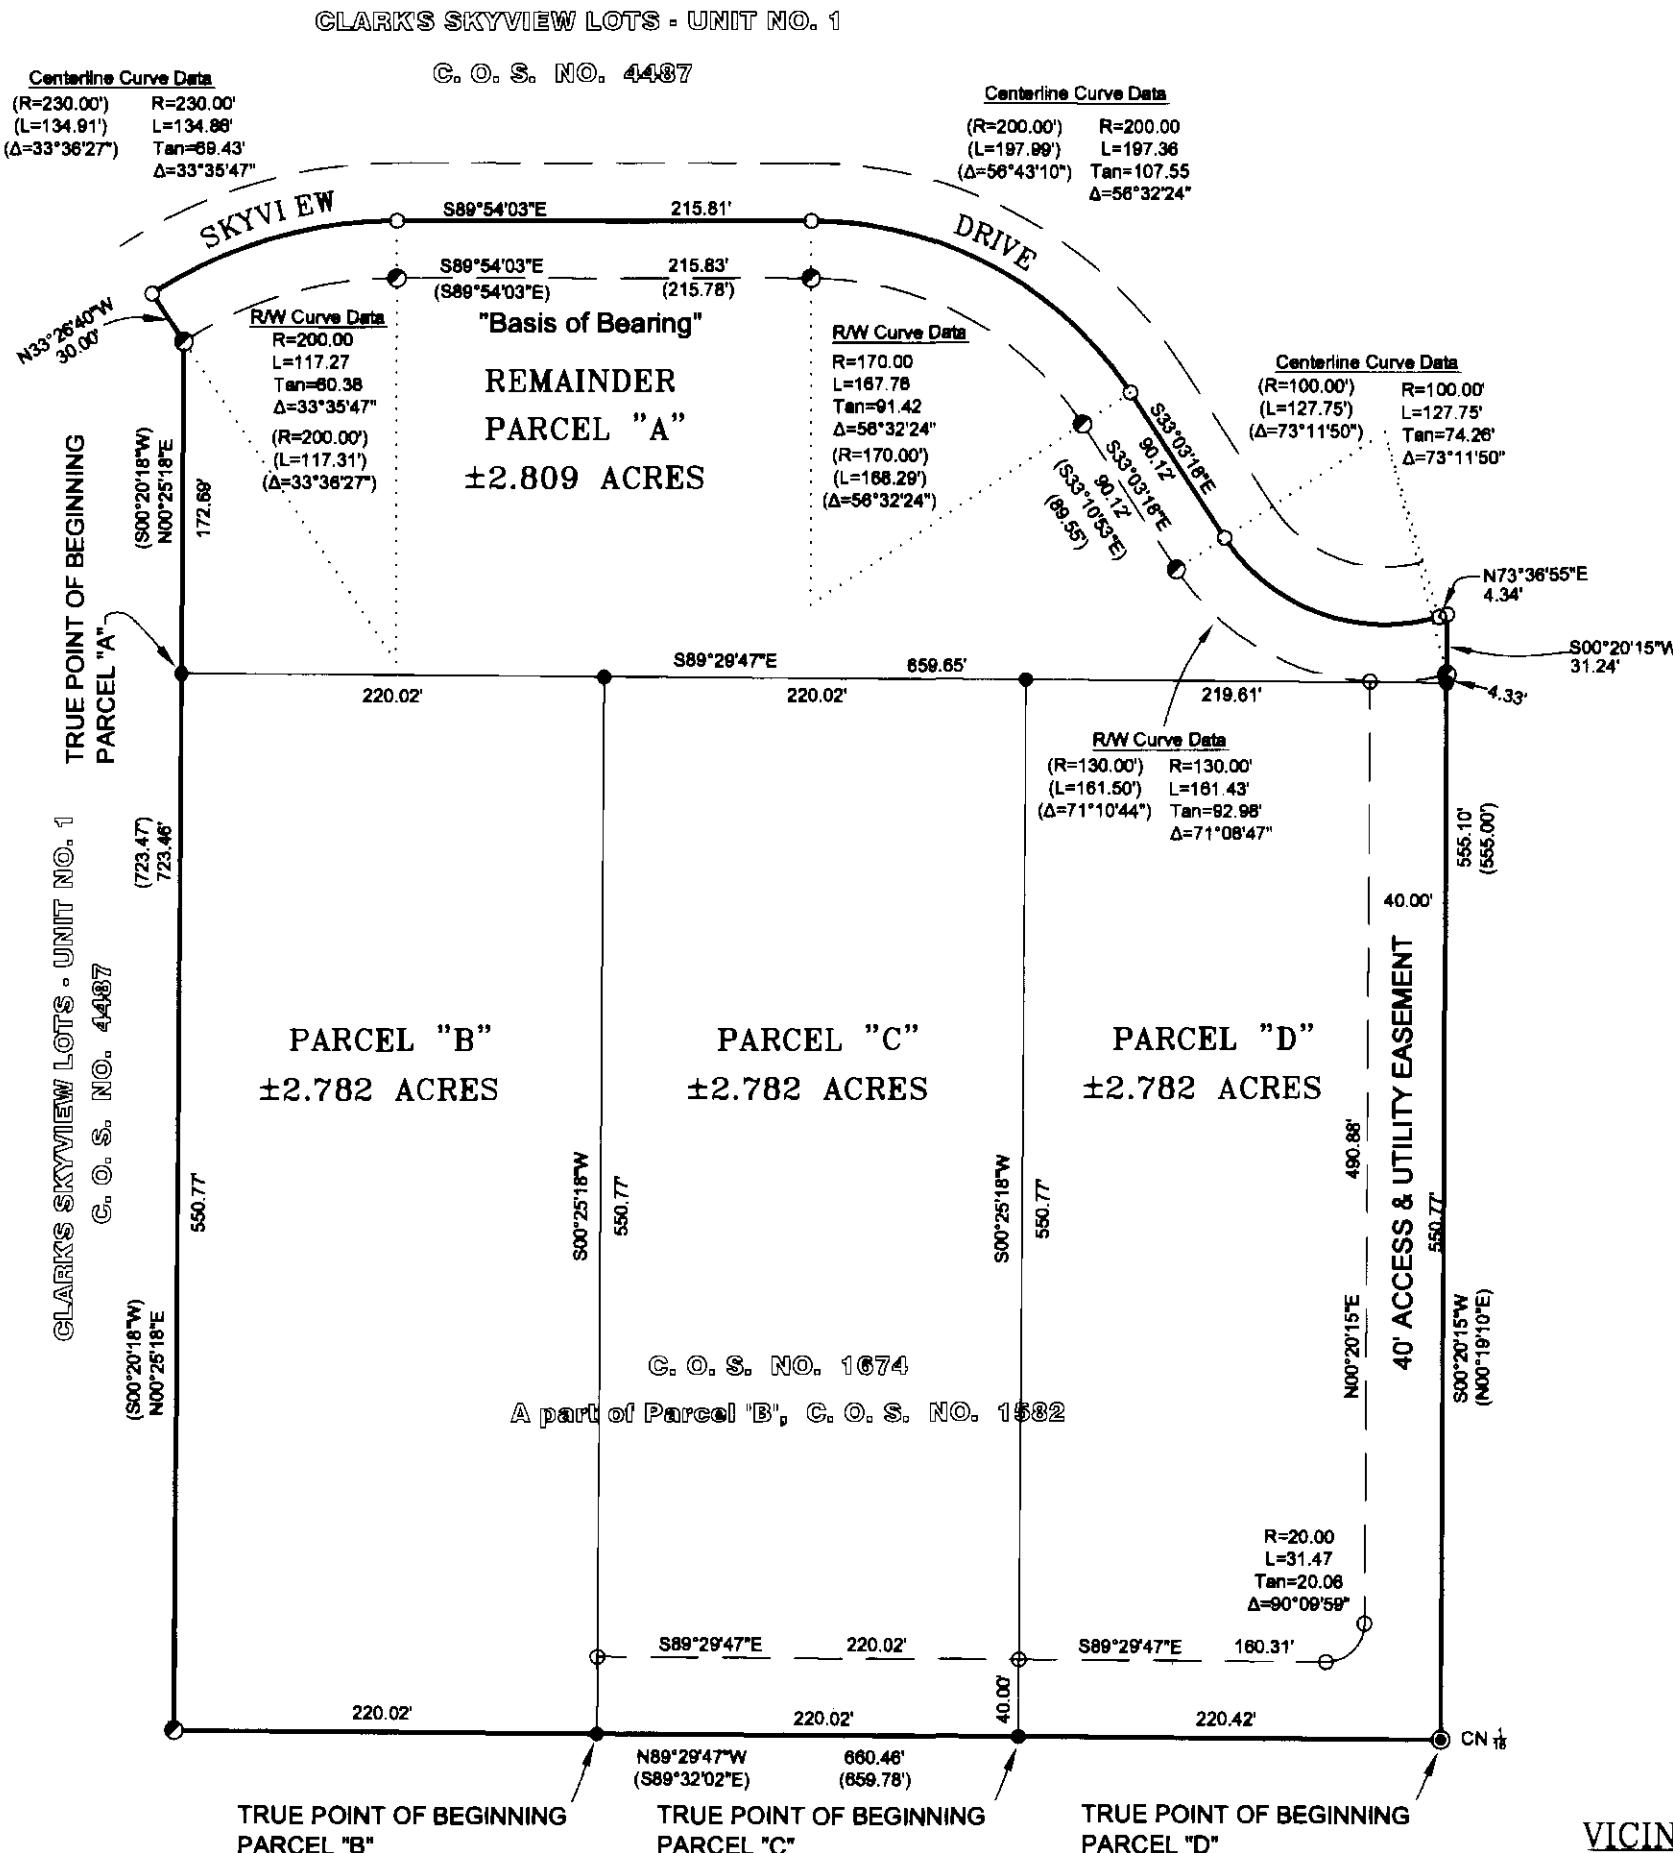 CLARK'S SKYVIEW LOTS - UNIT NO. 1
C. O. S. NO. 4487
Centerline Curve Data
(R=230.00') R=230.00'
(L=134.91') L=134.86'
(Δ=33°36'27") Tan=69.43'
Δ=33°35'47"
Centerline Curve Data
(R=200.00') R=200.00
(L=197.99') L=197.36
(Δ=56°43'10") Tan=107.55
Δ=56°32'24"
SKYVIEW
DRIVE
S89°54'03"E 215.81'
S89°54'03"E 215.83'
(S89°54'03"E) (215.78')
"Basis of Bearing"
N33°26'40"W
30.00'
R/W Curve Data
R=200.00
L=117.27
Tan=60.38
Δ=33°35'47"
(R=200.00')
(L=117.31')
(Δ=33°36'27")
REMAINDER
PARCEL "A"
±2.809 ACRES
R/W Curve Data
R=170.00
L=167.76
Tan=91.42
Δ=56°32'24"
(R=170.00')
(L=168.29')
(Δ=56°32'24")
Centerline Curve Data
(R=100.00') R=100.00'
(L=127.75') L=127.75'
(Δ=73°11'50") Tan=74.26'
Δ=73°11'50"
S33°03'18"E
90.12'
S33°03'18"E
90.12'
(S33°10'53"E)
(89.55')
N73°36'55"E
4.34'
S00°20'15"W
31.24'
4.33'
TRUE POINT OF BEGINNING
PARCEL "A"
(S00°20'18"W)
N00°25'18"E
172.69'
S89°29'47"E 659.65'
220.02' 220.02' 219.61'
R/W Curve Data
(R=130.00') R=130.00'
(L=161.50') L=161.43'
(Δ=71°10'44") Tan=92.98'
Δ=71°08'47"
CLARK'S SKYVIEW LOTS - UNIT NO. 1
C. O. S. NO. 4487
(723.47')
723.46'
550.77'
(S00°20'18"W)
N00°25'18"E
555.10'
(555.00')
40.00'
PARCEL "B"
±2.782 ACRES
PARCEL "C"
±2.782 ACRES
PARCEL "D"
±2.782 ACRES
S00°25'18"W
550.77'
S00°25'18"W
550.77'
490.88'
N00°20'15"E
40' ACCESS & UTILITY EASEMENT
550.77'
S00°20'15"W
(N00°19'10"E)
C. O. S. NO. 1674
A part of Parcel "B", C. O. S. NO. 1582
R=20.00
L=31.47
Tan=20.06
Δ=90°09'59"
S89°29'47"E 220.02' S89°29'47"E 160.31'
40.00'
220.02' 220.02' 220.42'
CN 1/16
N89°29'47"W 660.46'
(S89°32'02"E) (659.78')
TRUE POINT OF BEGINNING
PARCEL "B"
TRUE POINT OF BEGINNING
PARCEL "C"
TRUE POINT OF BEGINNING
PARCEL "D"
VICIN